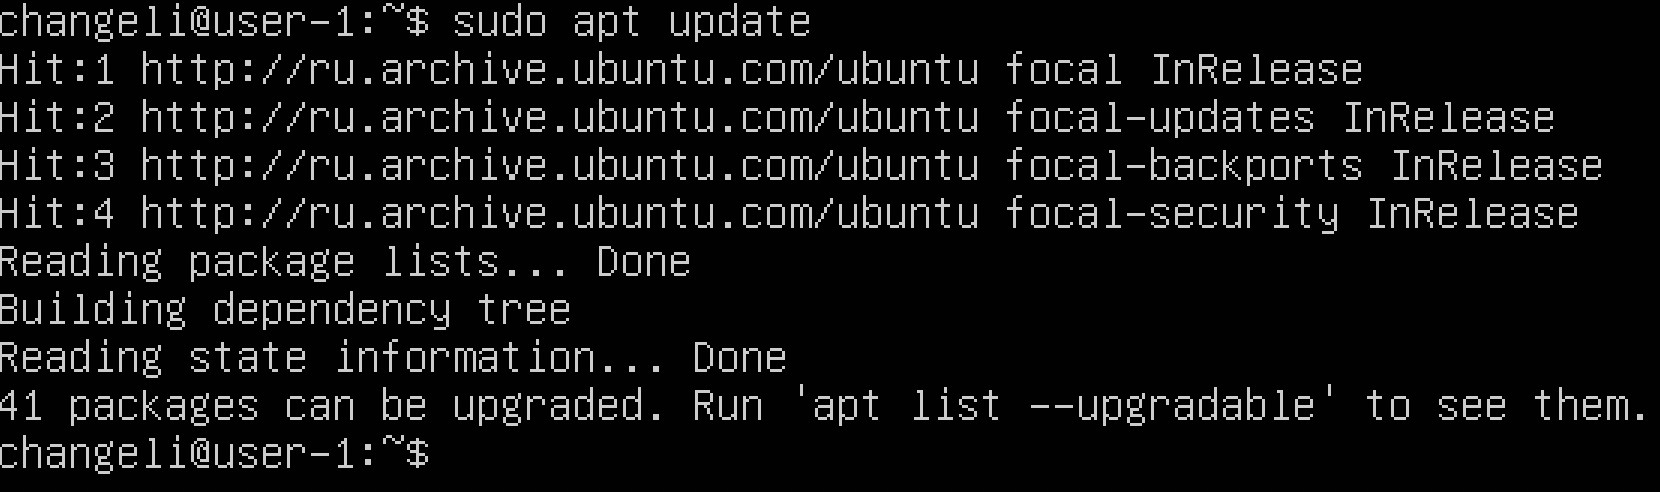 changeli@user-1:~$ sudo apt update
Hit:1 http://ru.archive.ubuntu.com/ubuntu focal InRelease
Hit:2 http://ru.archive.ubuntu.com/ubuntu focal-updates InRelease
Hit:3 http://ru.archive.ubuntu.com/ubuntu focal-backports InRelease
Hit:4 http://ru.archive.ubuntu.com/ubuntu focal-security InRelease
Reading package lists... Done
Building dependency tree
Reading state information... Done
41 packages can be upgraded. Run 'apt list --upgradable' to see them.
changeli@user-1:~$